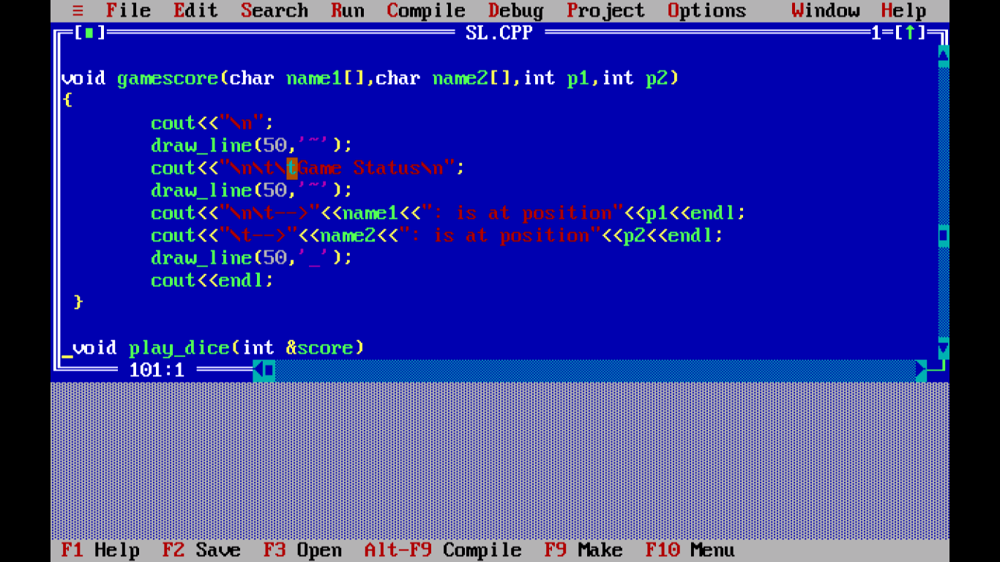 ≡ File Edit Search Run Compile Debug Project Options Window Help
[■] SL.CPP 1=[↑]
void gamescore(char name1[],char name2[],int p1,int p2)
{
cout<<"\n";
draw_line(50,'~');
cout<<"\n\t\tGame Status\n";
draw_line(50,'~');
cout<<"\n\t-->"<<name1<<": is at position"<<p1<<endl;
cout<<"\t-->"<<name2<<": is at position"<<p2<<endl;
draw_line(50,'_');
cout<<endl;
}
_void play_dice(int &score)
101:1
F1 Help F2 Save F3 Open Alt-F9 Compile F9 Make F10 Menu